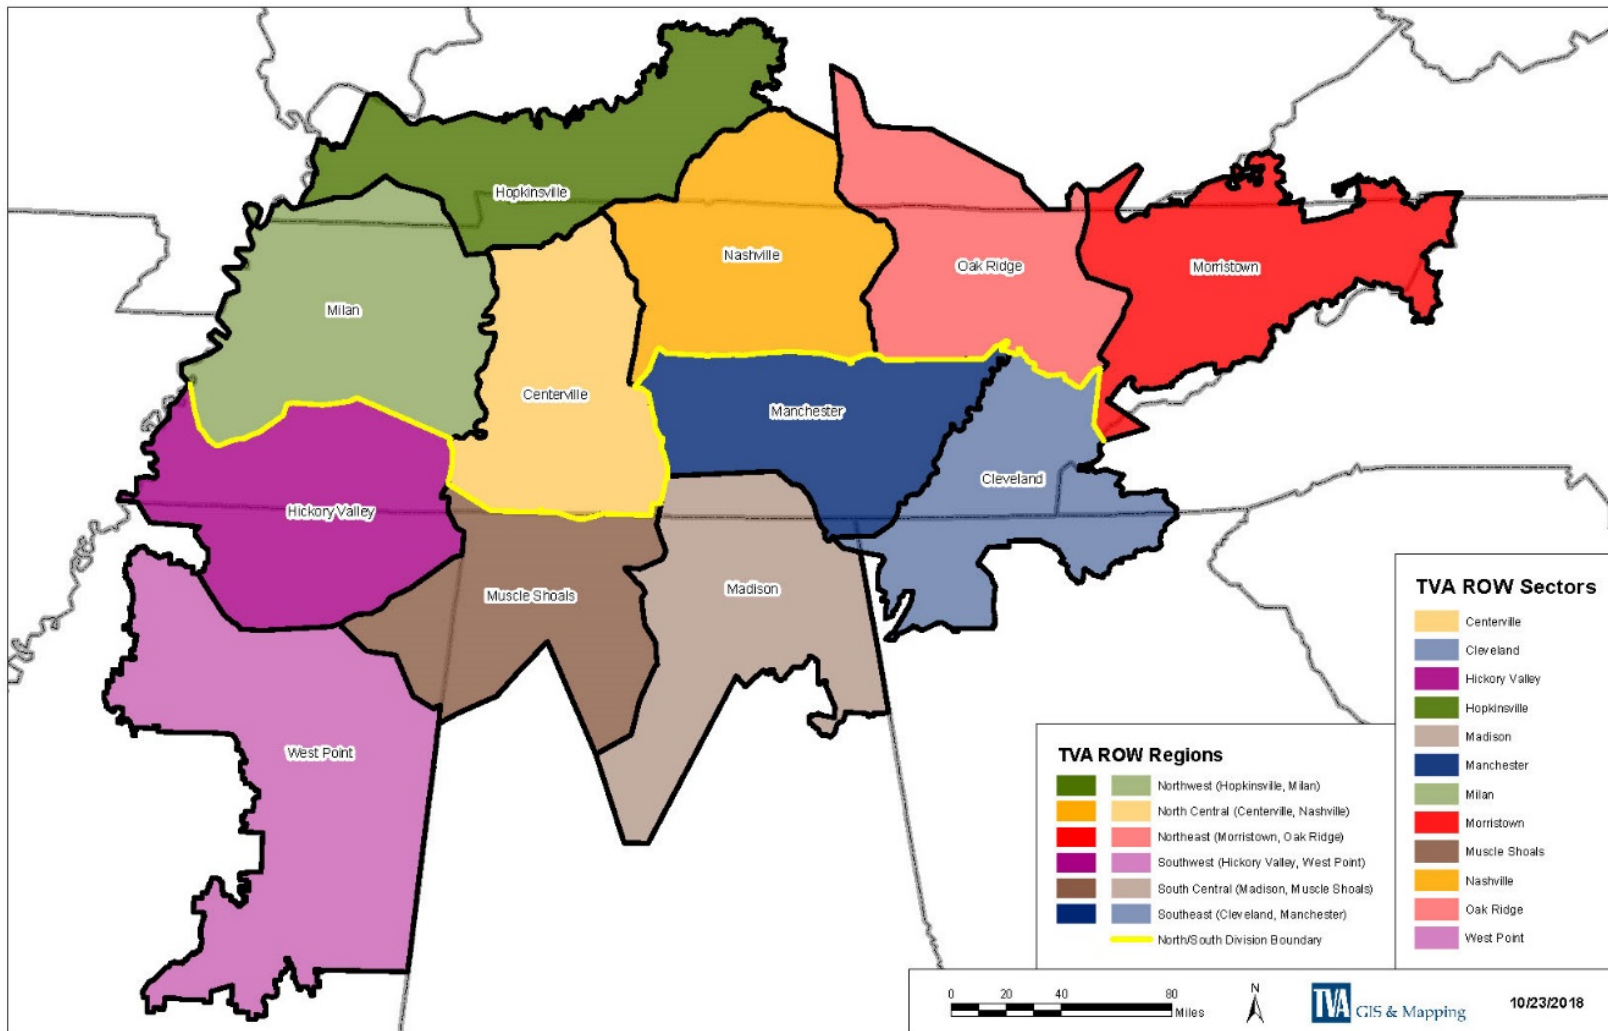 Hopkinsville
Nashville
Oak Ridge
Morristown
Milan
Centerville
Manchester
Cleveland
Hickory Valley
Muscle Shoals
Madison
West Point
TVA ROW Sectors
Centerville
Cleveland
Hickory Valley
Hopkinsville
Madison
Manchester
Milan
Morristown
Muscle Shoals
Nashville
Oak Ridge
West Point
TVA ROW Regions
Northwest (Hopkinsville, Milan)
North Central (Centerville, Nashville)
Northeast (Morristown, Oak Ridge)
Southwest (Hickory Valley, West Point)
South Central (Madison, Muscle Shoals)
Southeast (Cleveland, Manchester)
North/South Division Boundary
0 20 40 80
Miles
N
TVA GIS & Mapping
10/23/2018